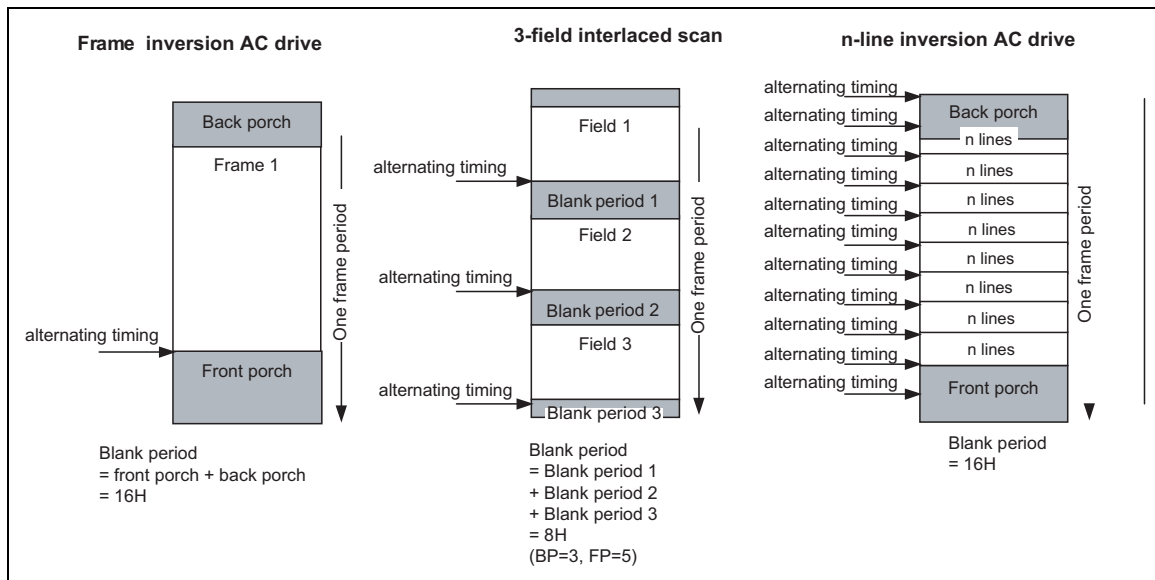 Frame inversion AC drive
Back porch
Frame 1
One frame period
alternating timing
Front porch
Blank period
= front porch + back porch
= 16H
3-field interlaced scan
Field 1
alternating timing
Blank period 1
Field 2
One frame period
alternating timing
Blank period 2
Field 3
alternating timing
Blank period 3
Blank period
= Blank period 1
+ Blank period 2
+ Blank period 3
= 8H
(BP=3, FP=5)
n-line inversion AC drive
alternating timing
Back porch
alternating timing
n lines
alternating timing
n lines
alternating timing
n lines
alternating timing
n lines
alternating timing
n lines
alternating timing
n lines
alternating timing
n lines
alternating timing
n lines
alternating timing
One frame period
Front porch
alternating timing
Blank period
= 16H